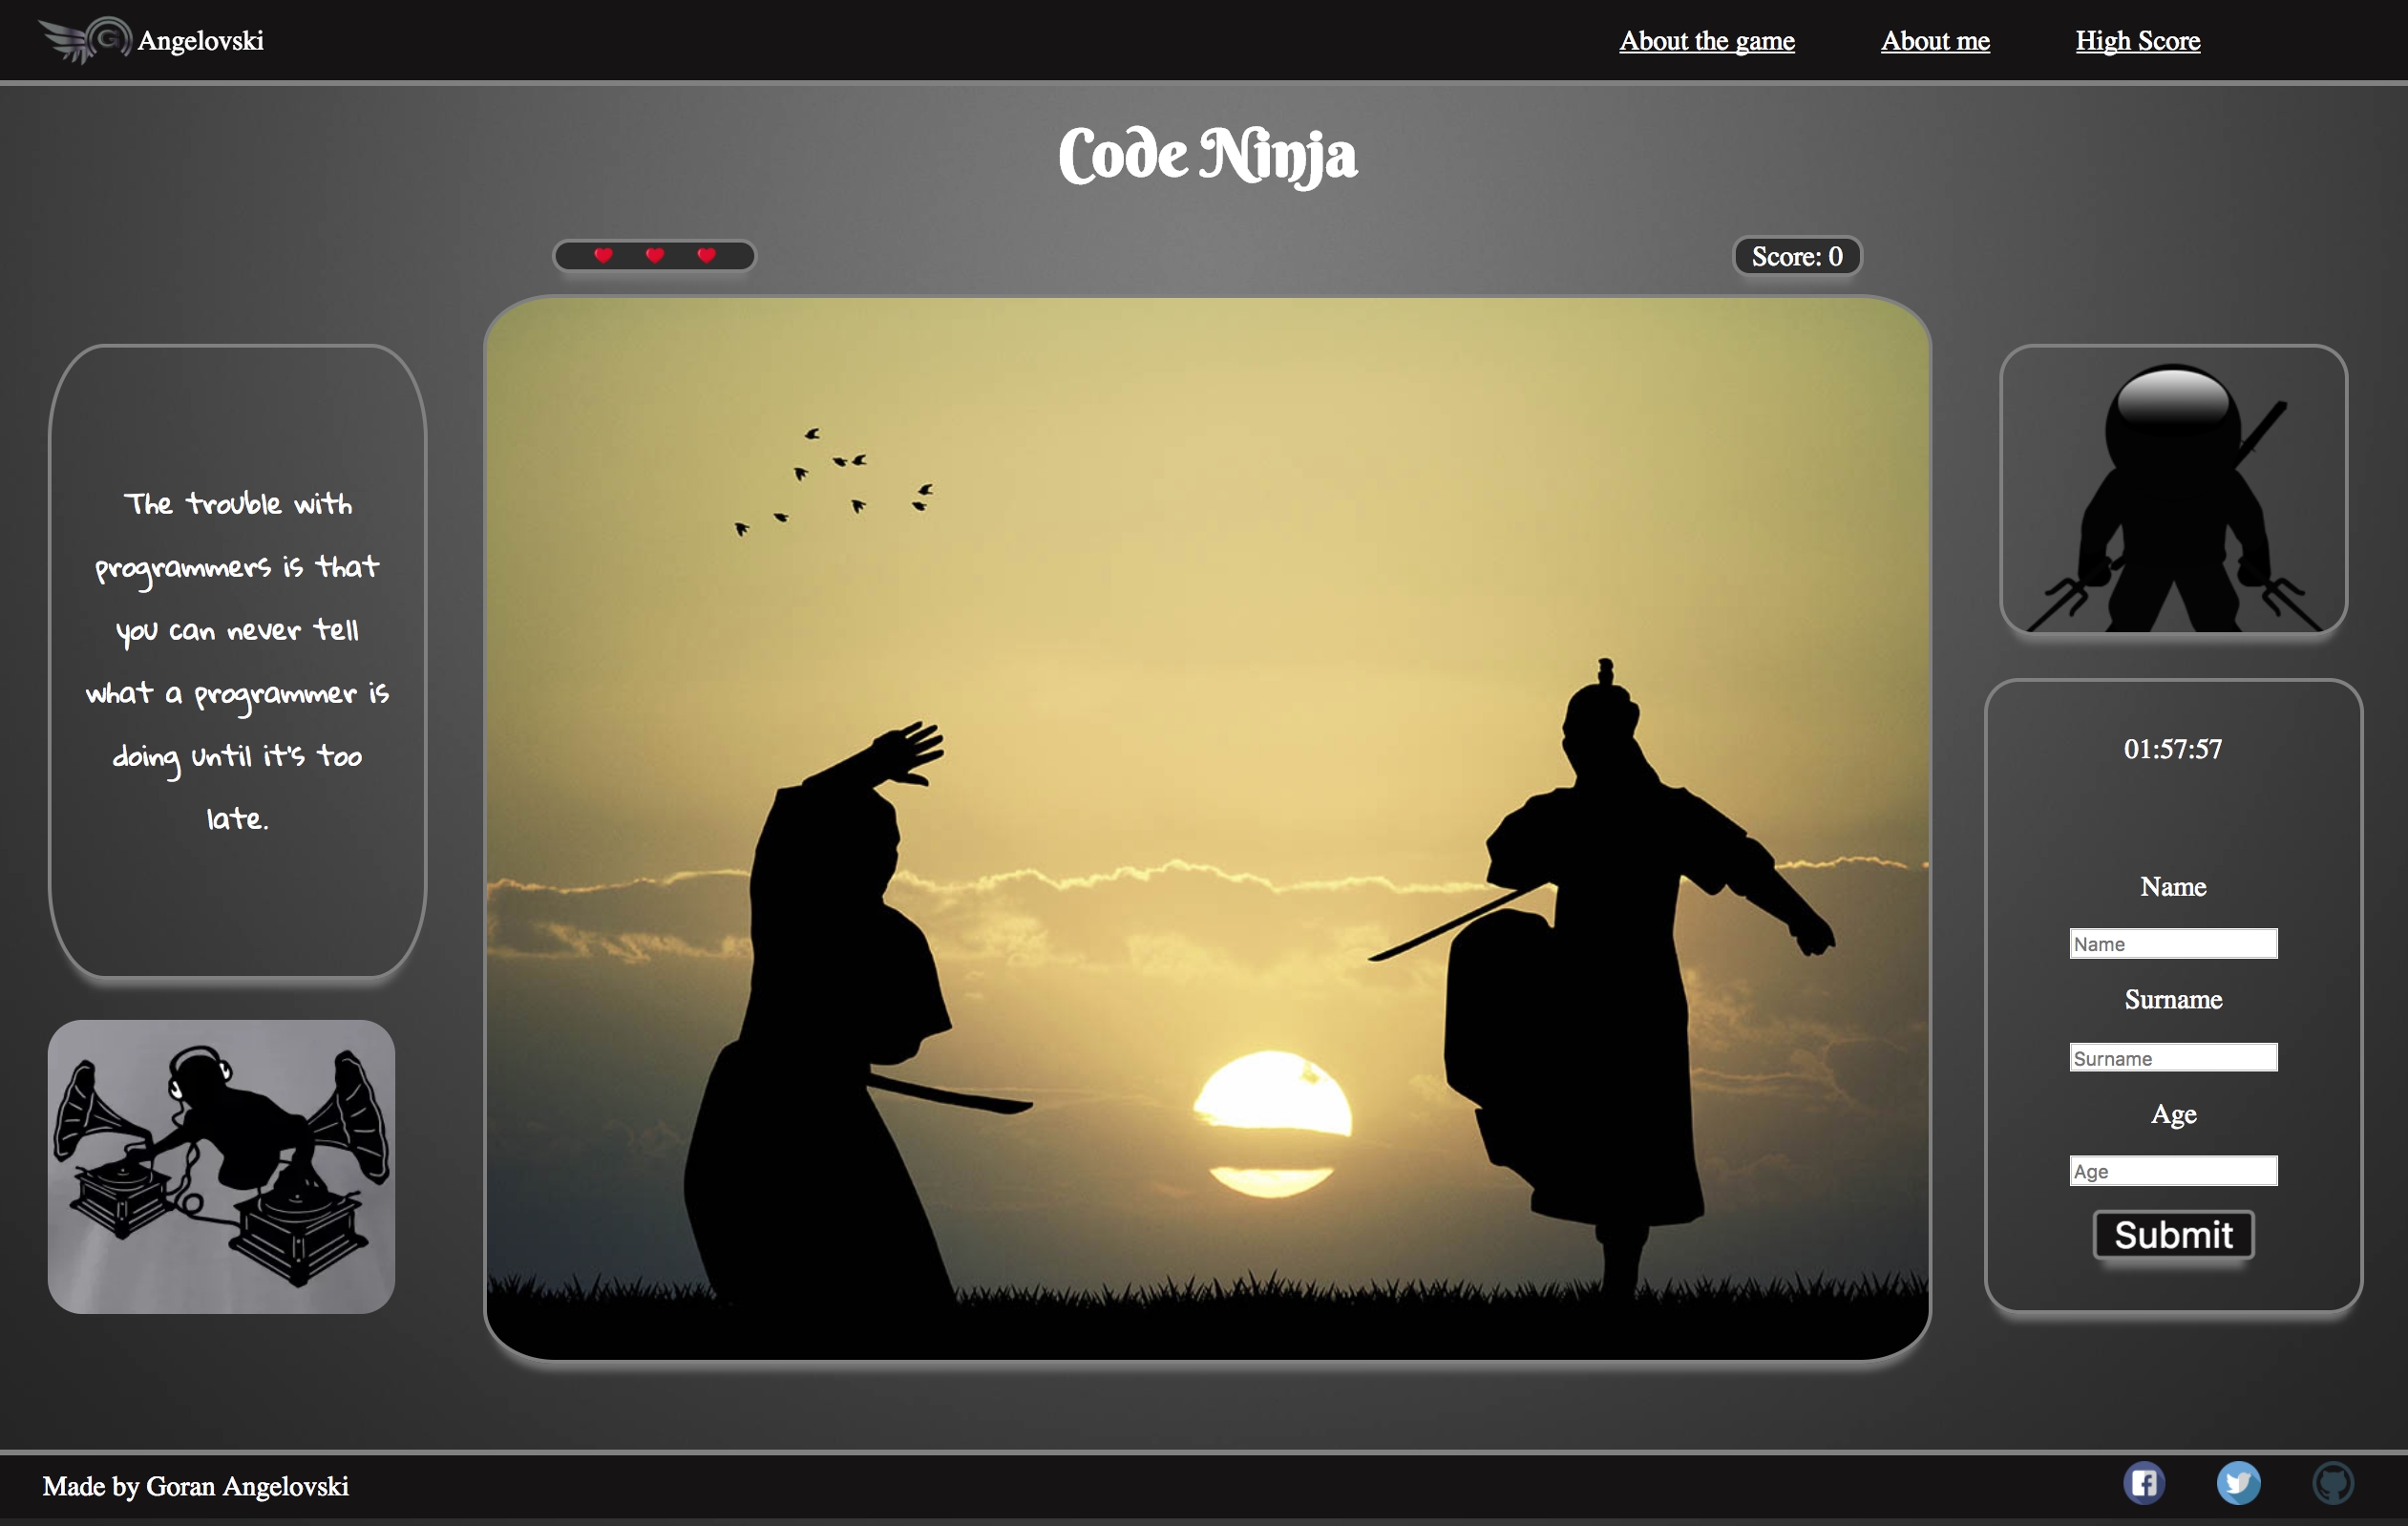 Angelovski
About the game
About me
High Score
Code Ninja
Score: 0
The trouble with
programmers is that
you can never tell
what a programmer is
doing until it's too
late.
01:57:57
Name
Name
Surname
Surname
Age
Age
Submit
Made by Goran Angelovski